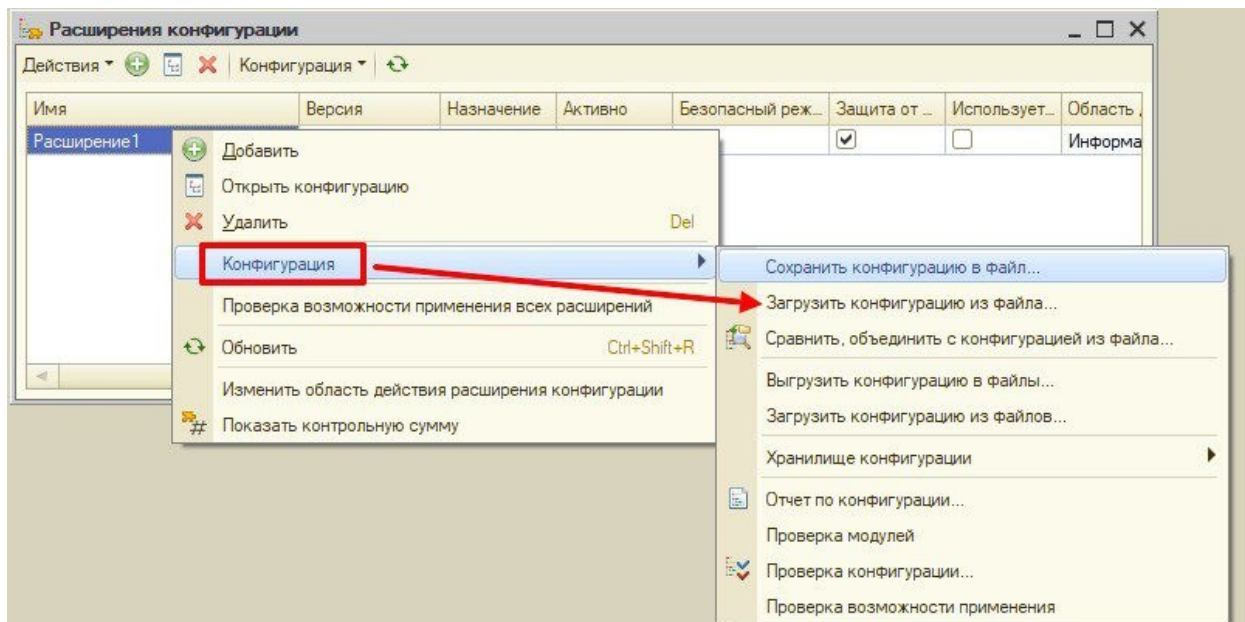 Расширения конфигурации
Действия Конфигурация
Имя Версия Назначение Активно Безопасный реж... Защита от ... Использует... Область
Расширение1 Информа
Добавить
Открыть конфигурацию
Удалить Del
Конфигурация
Проверка возможности применения всех расширений
Обновить Ctrl+Shift+R
Изменить область действия расширения конфигурации
Показать контрольную сумму
Сохранить конфигурацию в файл...
Загрузить конфигурацию из файла...
Сравнить, объединить с конфигурацией из файла...
Выгрузить конфигурацию в файлы...
Загрузить конфигурацию из файлов...
Хранилище конфигурации
Отчет по конфигурации...
Проверка модулей
Проверка конфигурации...
Проверка возможности применения